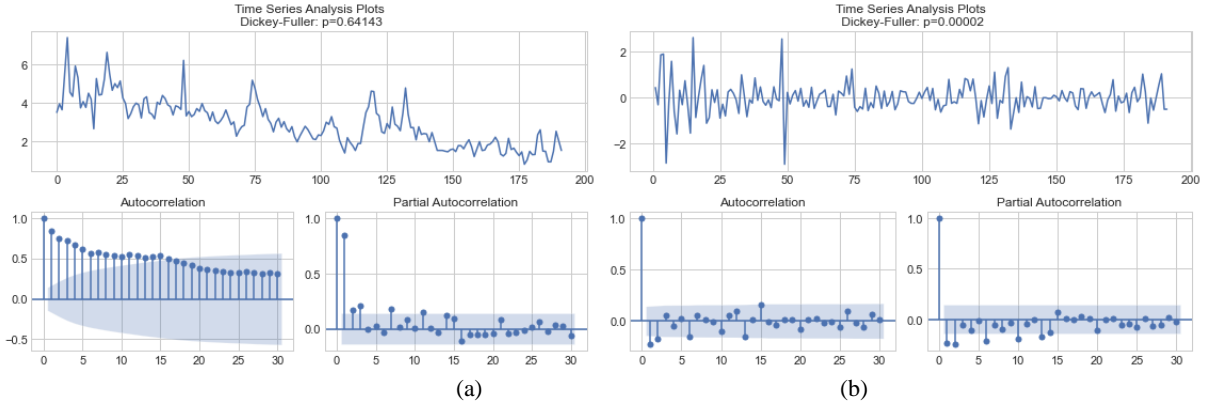 Time Series Analysis Plots
Dickey-Fuller: p=0.64143
6
4
2
0 25 50 75 100 125 150 175 200
Autocorrelation
1.0
0.5
0.0
−0.5
0 5 10 15 20 25 30
Partial Autocorrelation
1.0
0.5
0.0
0 5 10 15 20 25 30
(a)
Time Series Analysis Plots
Dickey-Fuller: p=0.00002
2
0
−2
0 25 50 75 100 125 150 175 200
Autocorrelation
1.0
0.5
0.0
0 5 10 15 20 25 30
Partial Autocorrelation
1.0
0.5
0.0
0 5 10 15 20 25 30
(b)